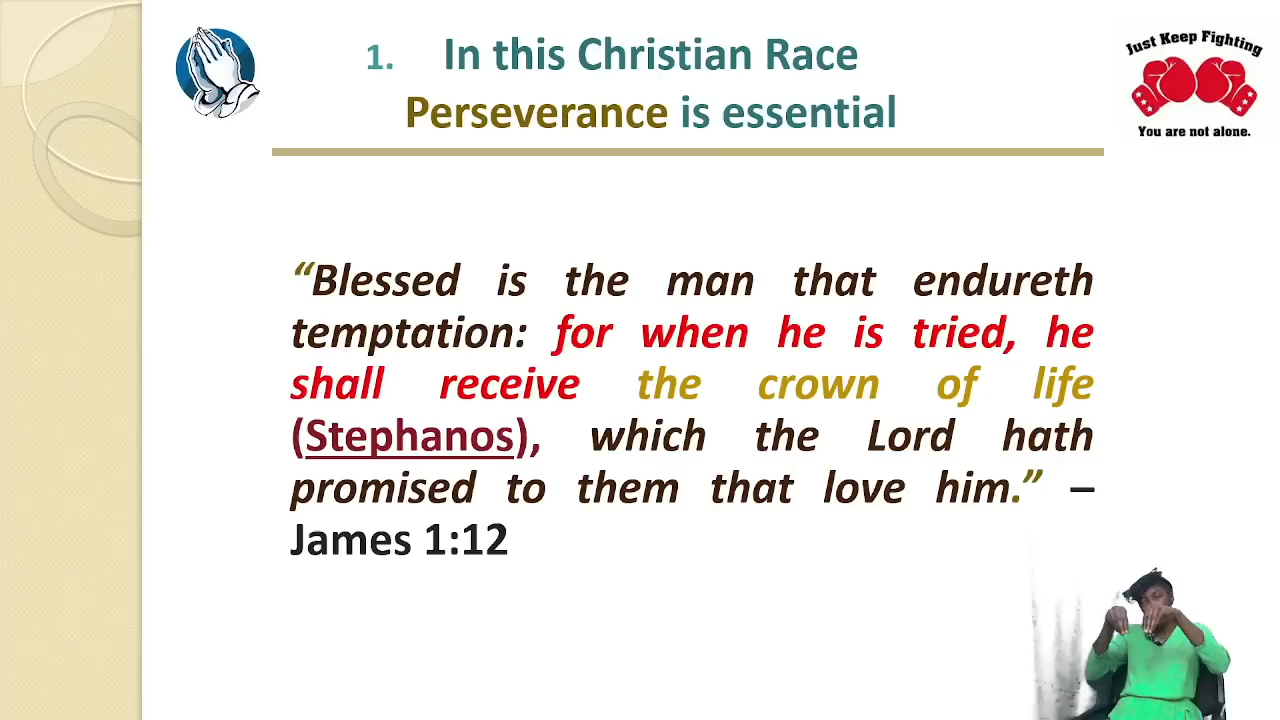 1. In this Christian Race
Perseverance is essential
Just Keep Fighting
You are not alone.
“Blessed is the man that endureth
temptation: for when he is tried, he
shall receive the crown of life
(Stephanos), which the Lord hath
promised to them that love him.” –
James 1:12